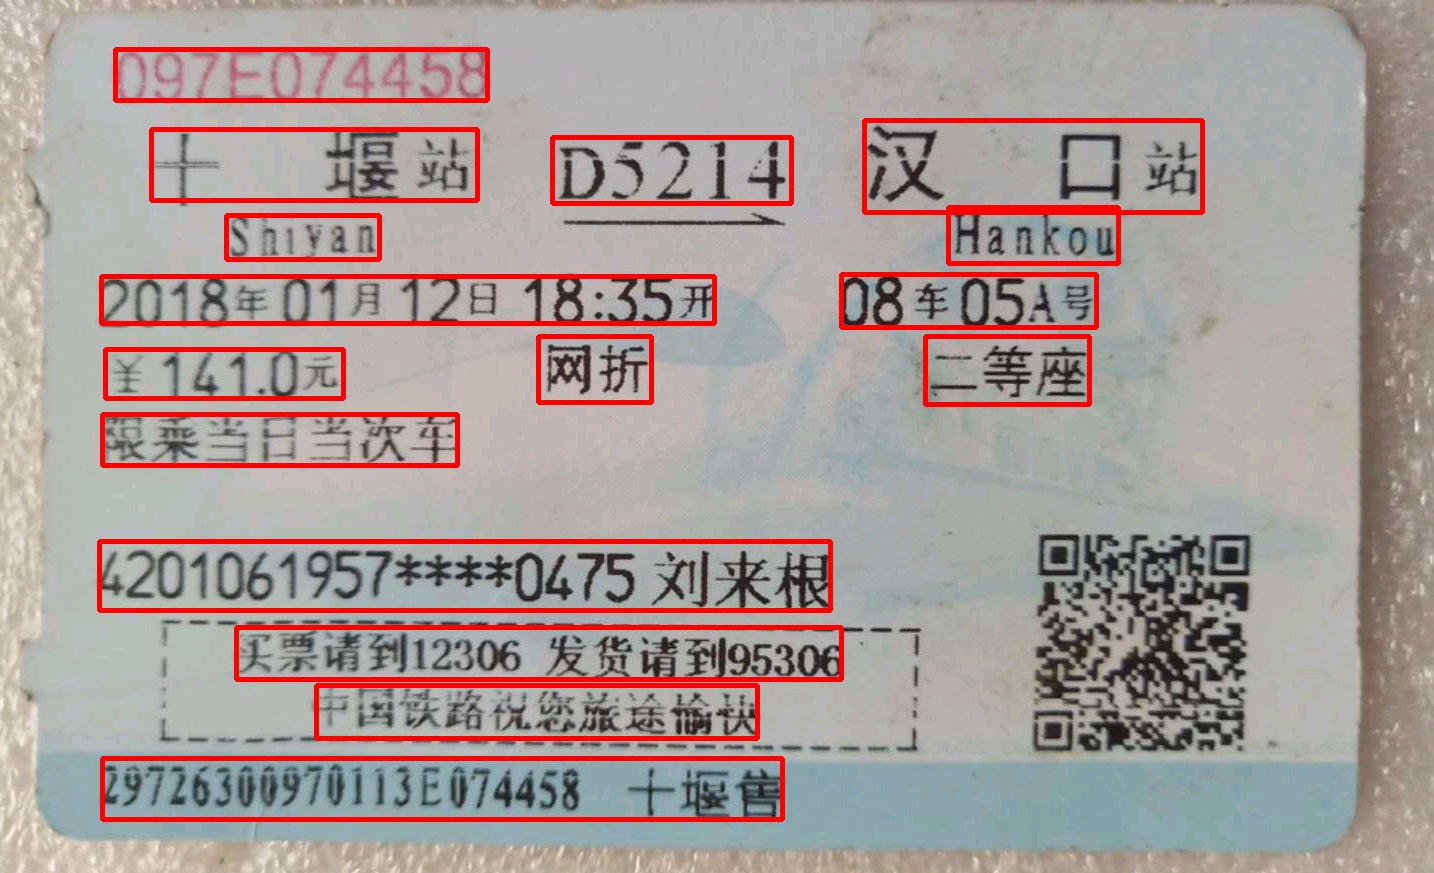 097E074458
十堰站 D5214 汉口站
Shiyan Hankou
2018年01月12日 18:35开 08车05A号
¥141.0元 网折 二等座
限乘当日当次车
4201061957****0475 刘来根
买票请到12306 发货请到95306
中国铁路祝您旅途愉快
29726300970113E074458 十堰售